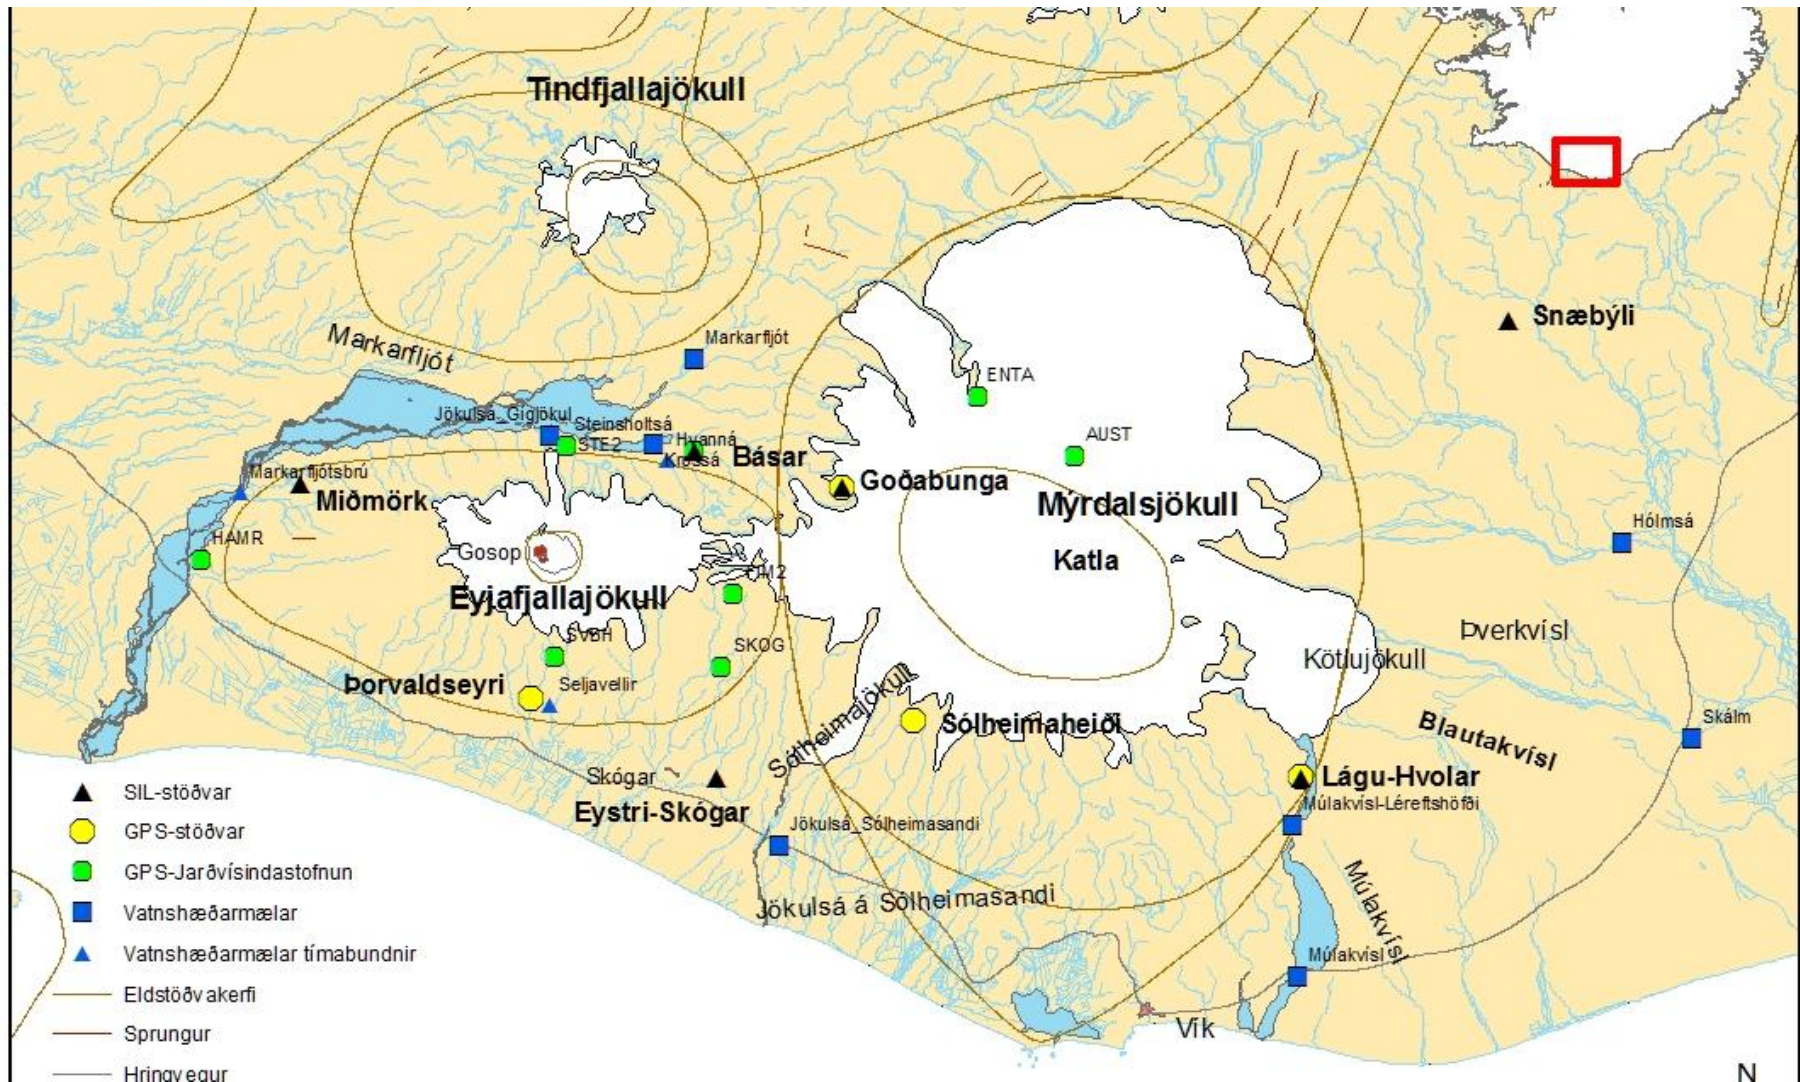 Tindfjallajökull
Snæbýli
Markarfljót
Markarfljót
ENTA
Jökulsá_Gígjökul
Steinsholtsá
STE2
Hvanná
Krossá
Básar
AUST
Markarfljótsbrú
Miðmörk
Goðabunga
Mýrdalsjökull
Hólmsá
HAMR
Gosop
Katla
Eyjafjallajökull
Þverkvísl
SVBH
SKOG
Kötlujökull
Þorvaldseyri
Seljavellir
Sólheimajökull
Sólheimaheiði
Blautakvísl
Skálm
Skógar
Eystri-Skógar
Lágu-Hvolar
Múlakvísl-Léreftshöfði
Jökulsá_Sólheimasandi
Jökulsá á Sólheimasandi
Múlakvísl
Múlakvísl
Vík
SIL-stöðvar
GPS-stöðvar
GPS-Jarðvísindastofnun
Vatnshæðarmælar
Vatnshæðarmælar tímabundnir
Eldstöðvakerfi
Sprungur
Hringvegur
N